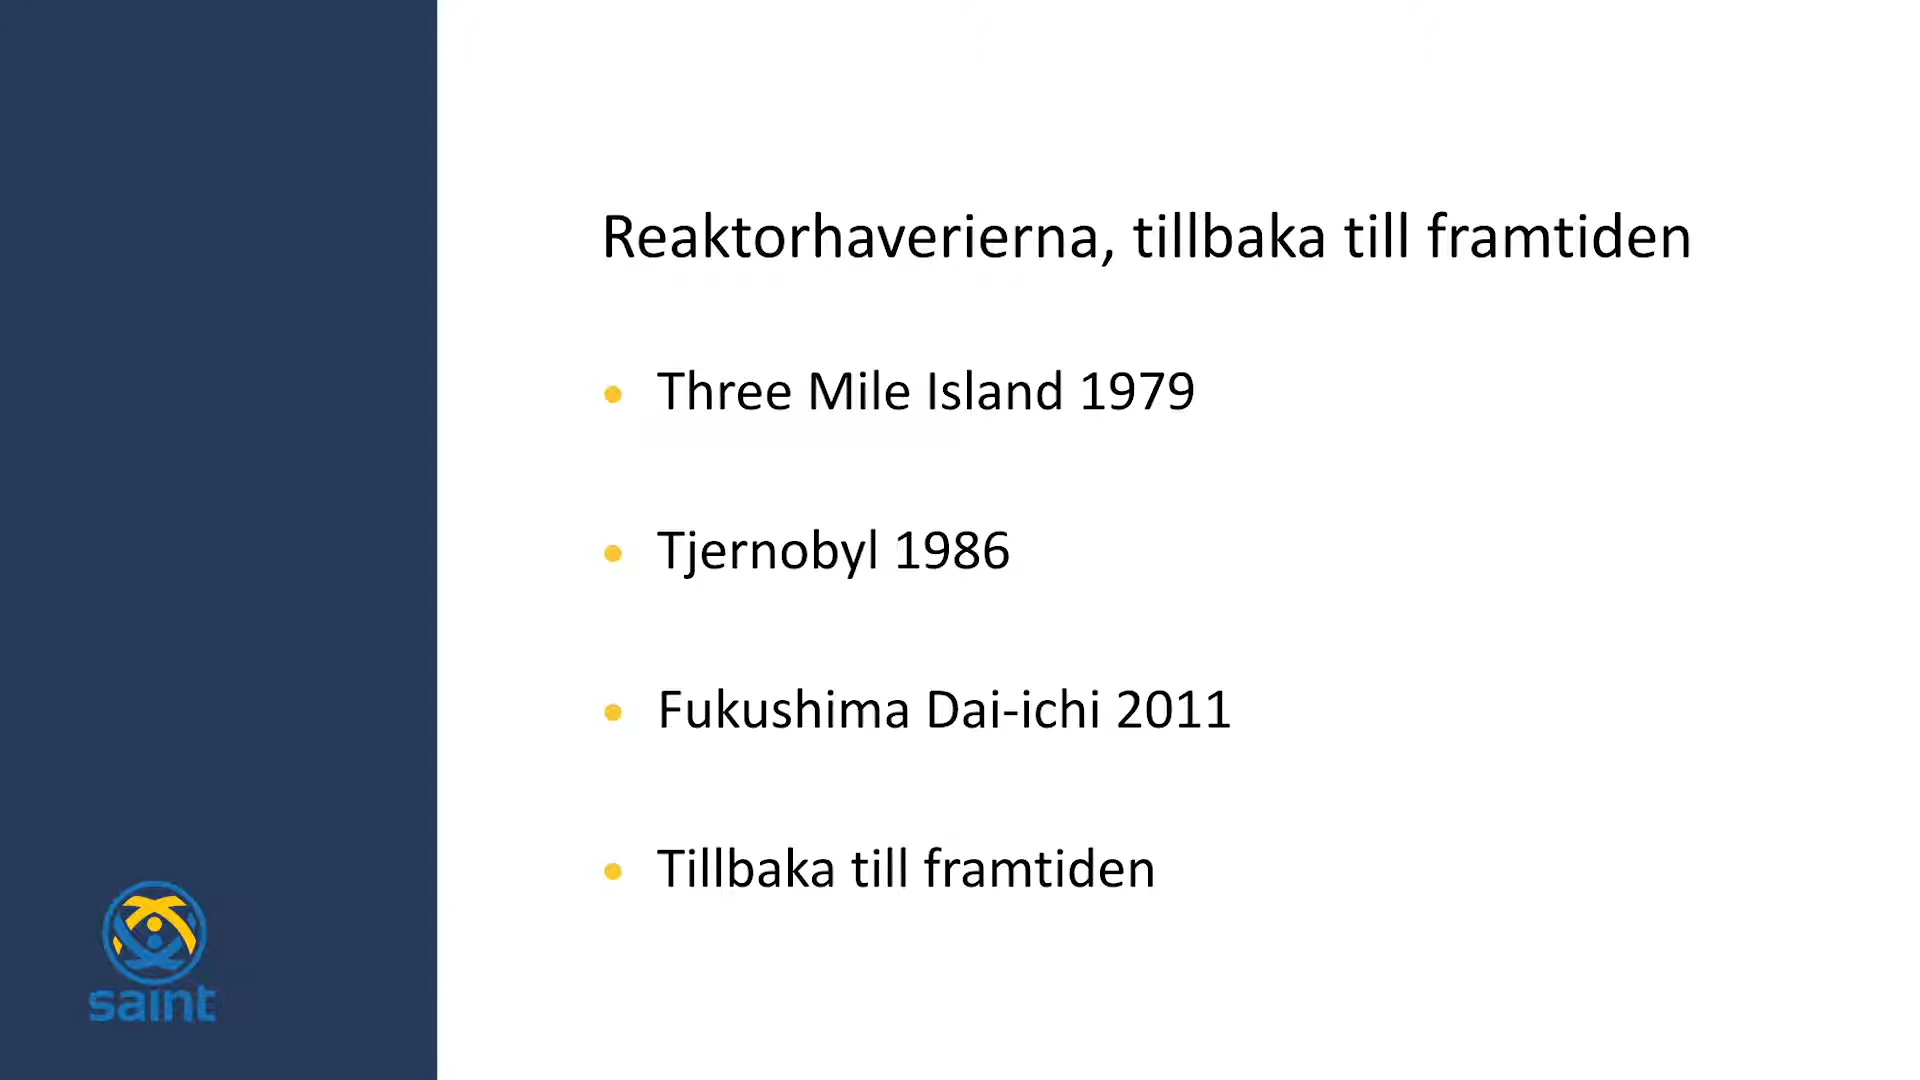 Reaktorhaverierna, tillbaka till framtiden
Three Mile Island 1979
Tjernobyl 1986
Fukushima Dai-ichi 2011
Tillbaka till framtiden
saint